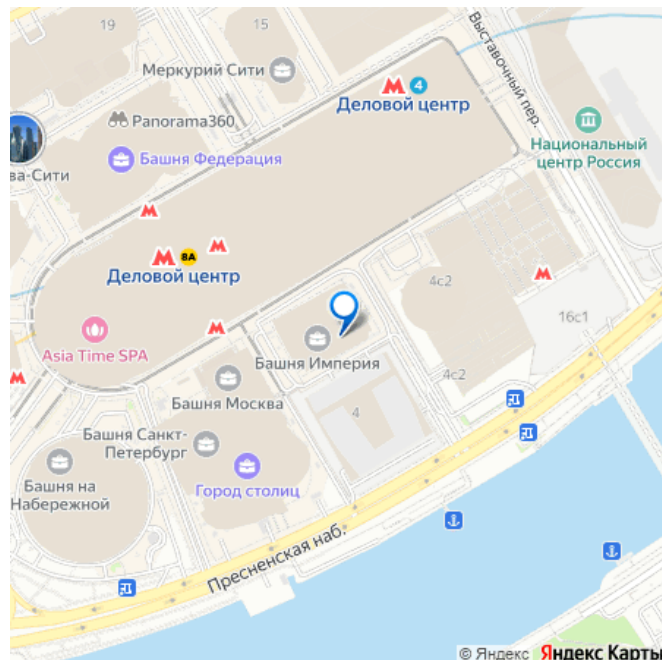 19
15
Меркурий Сити
4
Деловой центр
Выставочный пер.
Panorama360
Национальный
центр Россия
ва-Сити
Башня Федерация
8А
Деловой центр
4с2
16с1
Asia Time SPA
Башня Империя
4с2
Башня Москва
4
Башня Санкт-
Петербург
Башня на
Набережной
Город столиц
Пресненская наб.
© Яндекс Яндекс Карты